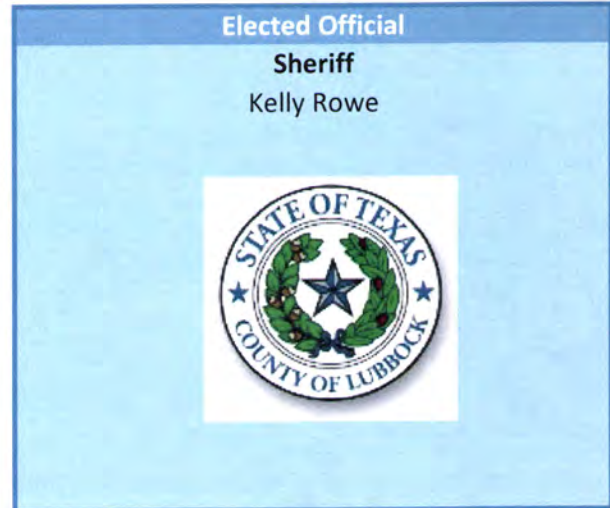 Elected Official
Sheriff
Kelly Rowe
STATE OF TEXAS
COUNTY OF LUBBOCK